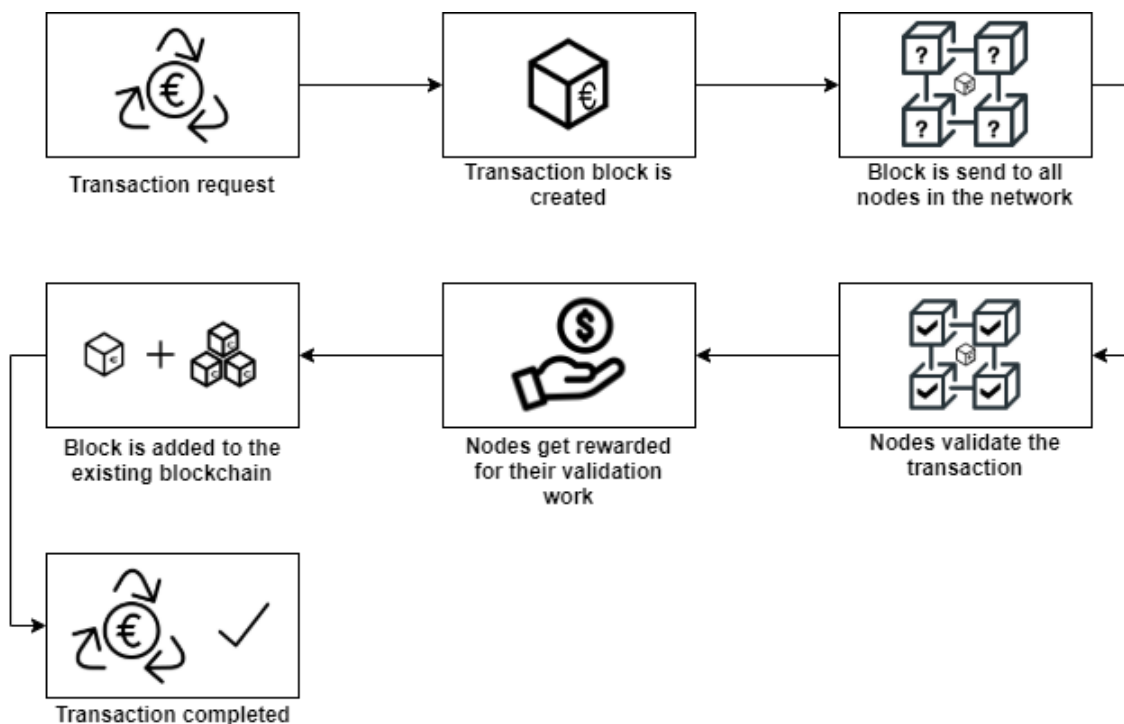 €
Transaction request
€
Transaction block is
created
?
?
?
?
Block is send to all
nodes in the network
€
Block is added to the
existing blockchain
$
Nodes get rewarded
for their validation
work
Nodes validate the
transaction
€
Transaction completed